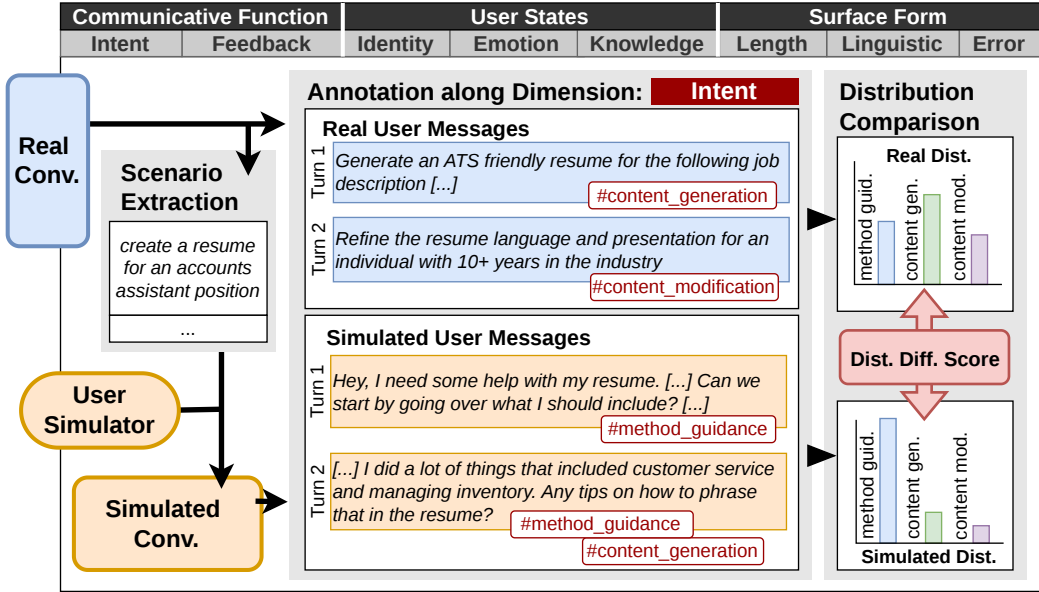 Communicative Function
User States
Surface Form
Intent
Feedback
Identity
Emotion
Knowledge
Length
Linguistic
Error
Real
Conv.
Scenario
Extraction
create a resume
for an accounts
assistant position
...
User
Simulator
Simulated
Conv.
Annotation along Dimension:
Intent
Real User Messages
Turn 1
Generate an ATS friendly resume for the following job
description [...]
#content_generation
Turn 2
Refine the resume language and presentation for an
individual with 10+ years in the industry
#content_modification
Simulated User Messages
Turn 1
Hey, I need some help with my resume. [...] Can we
start by going over what I should include? [...]
#method_guidance
Turn 2
[...] I did a lot of things that included customer service
and managing inventory. Any tips on how to phrase
that in the resume?
#method_guidance
#content_generation
Distribution
Comparison
Real Dist.
method guid.
content gen.
content mod.
Dist. Diff. Score
method guid.
content gen.
content mod.
Simulated Dist.